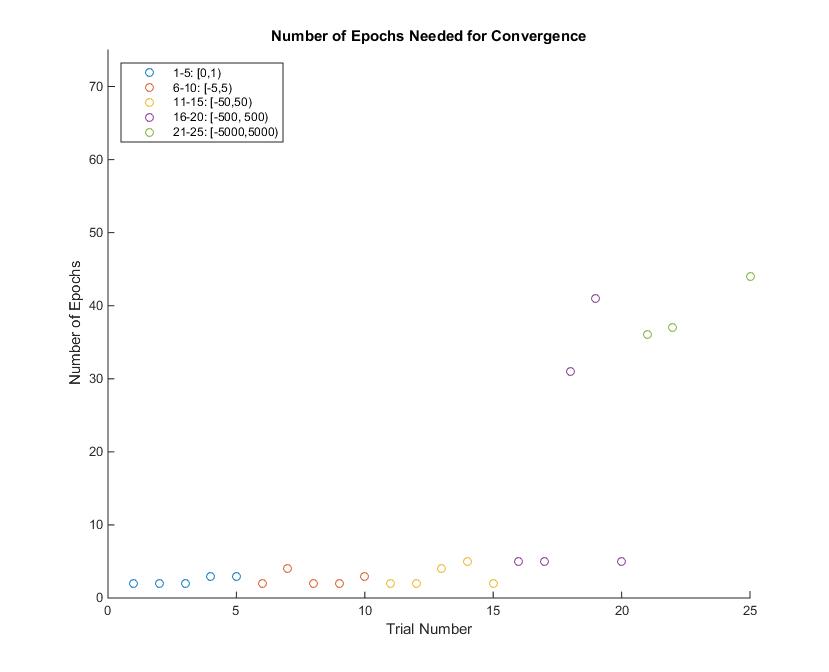 Number of Epochs Needed for Convergence
1-5: [0,1)
6-10: [-5,5)
11-15: [-50,50)
16-20: [-500, 500)
21-25: [-5000,5000)
70
60
50
40
30
20
10
0
Number of Epochs
0 5 10 15 20 25
Trial Number